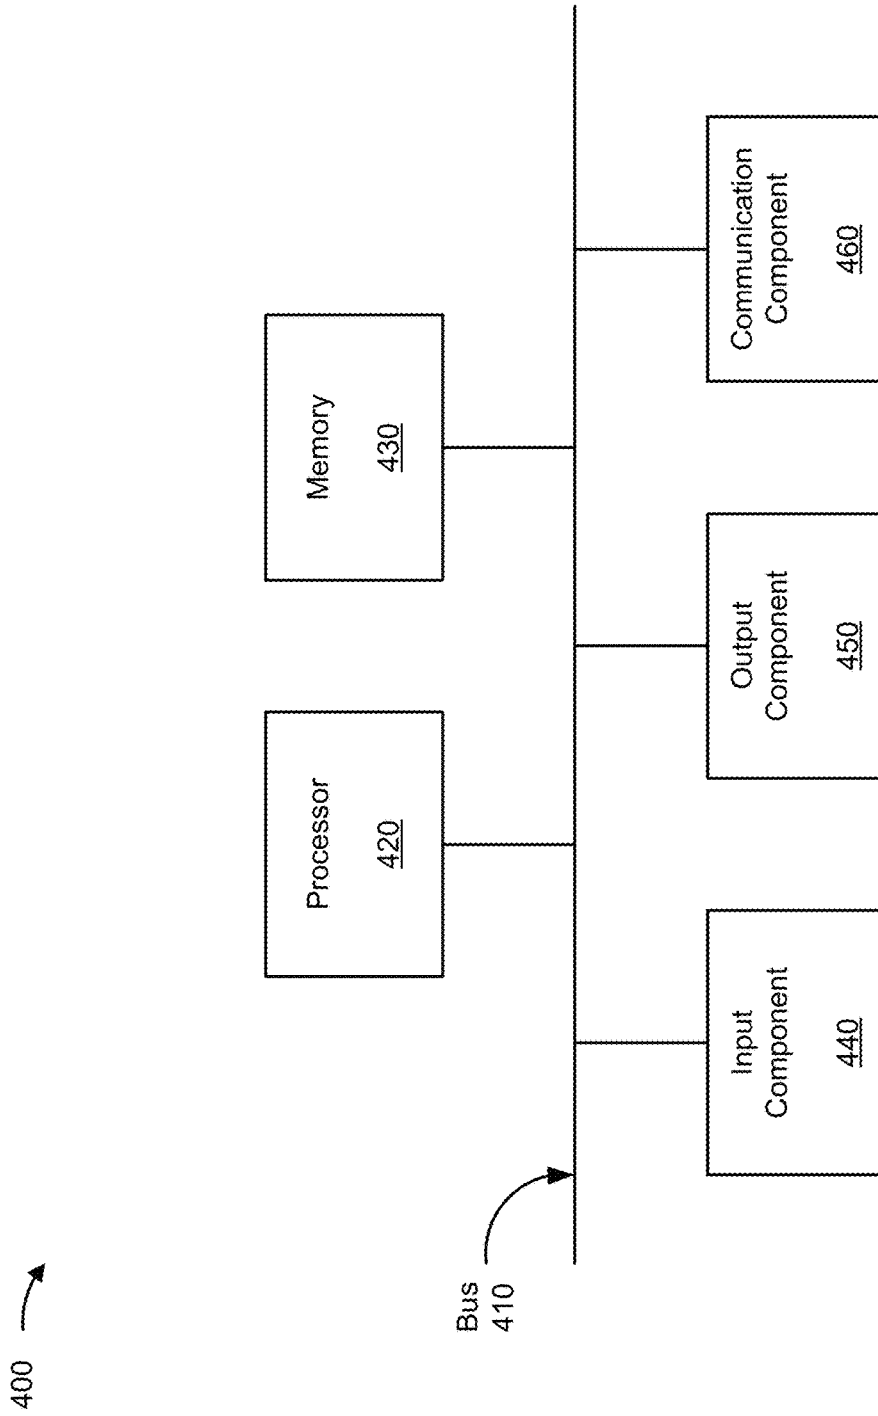 400
Processor
420
Memory
430
Bus
410
Input
Component
440
Output
Component
450
Communication
Component
460